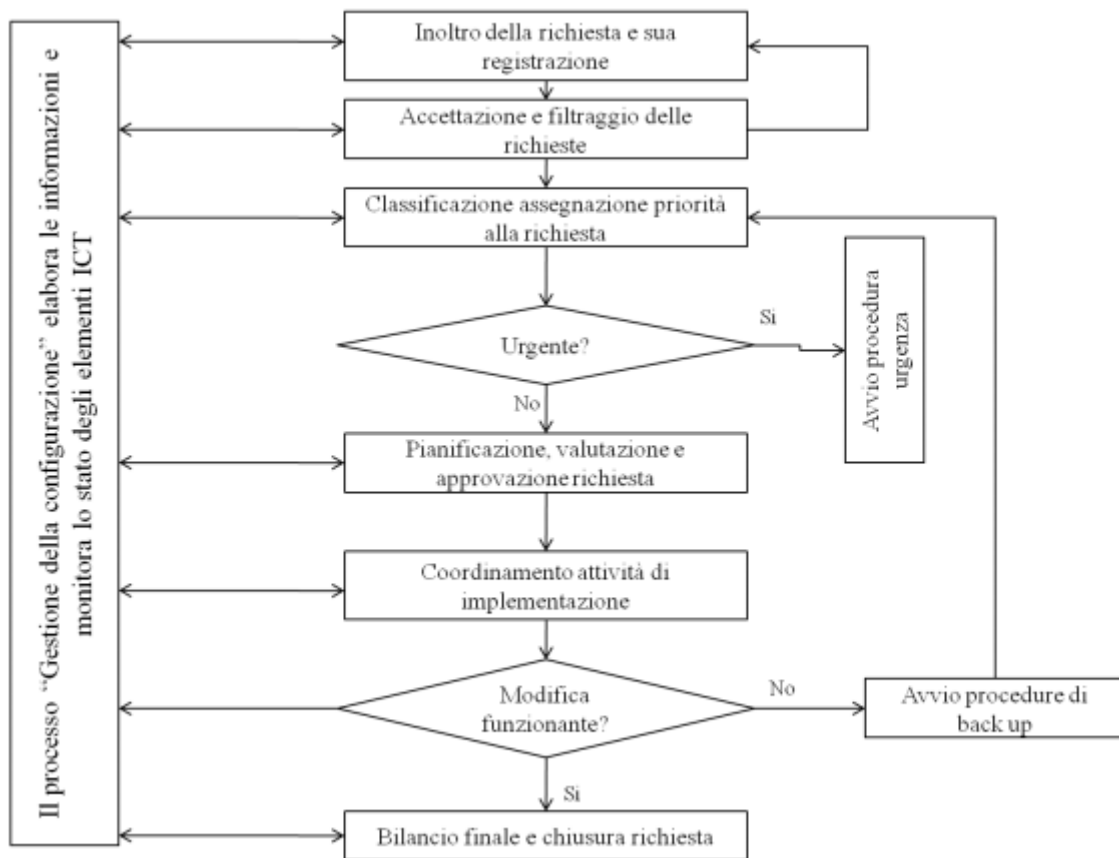 Il processo “Gestione della configurazione” elabora le informazioni e
monitora lo stato degli elementi ICT
Inoltro della richiesta e sua
registrazione
Accettazione e filtraggio delle
richieste
Classificazione assegnazione priorità
alla richiesta
Urgente?
Si
Avvio procedura
urgenza
No
Pianificazione, valutazione e
approvazione richiesta
Coordinamento attività di
implementazione
Modifica
funzionante?
No
Avvio procedure di
back up
Si
Bilancio finale e chiusura richiesta